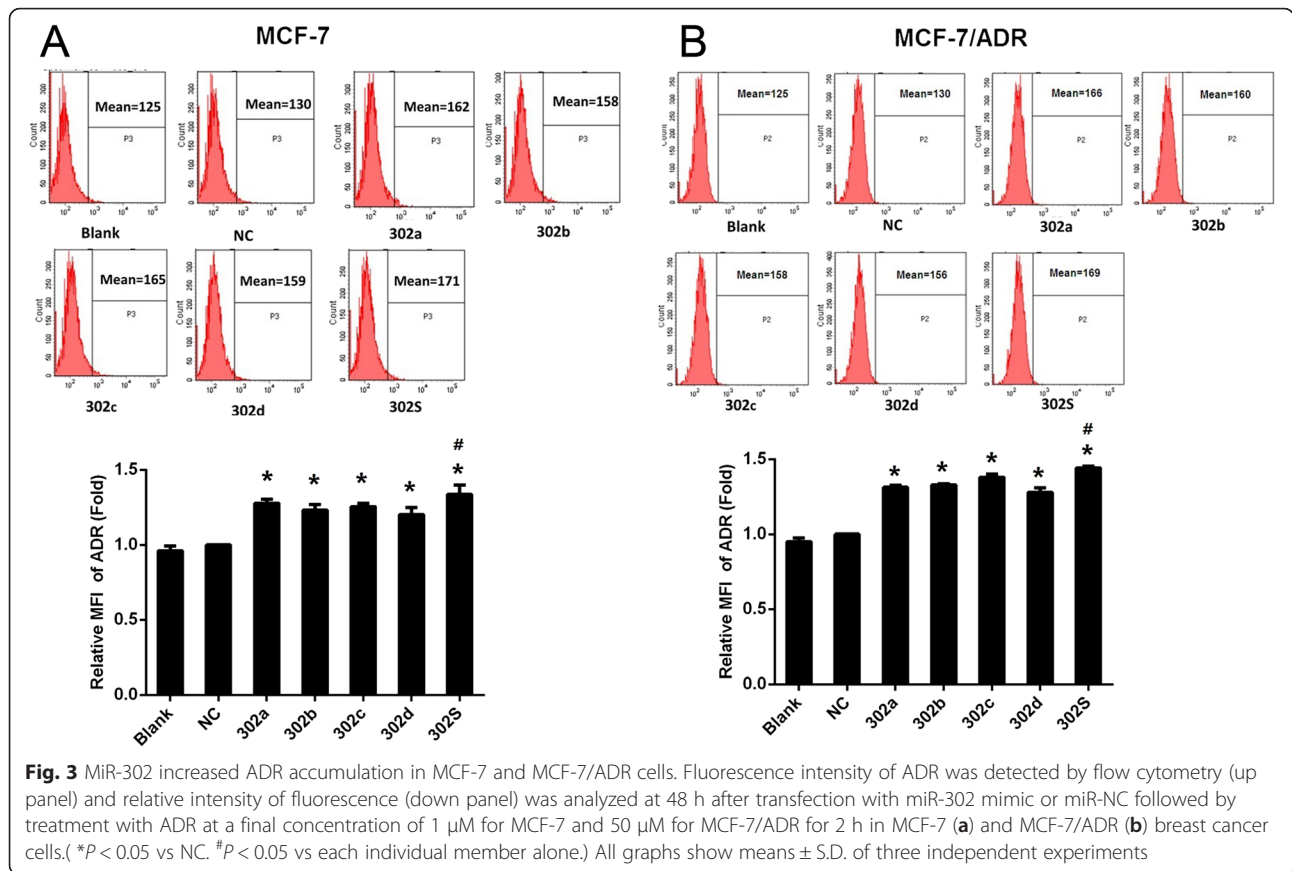 A
MCF-7
Mean=125
Mean=130
Mean=162
Mean=158
P3
P3
P3
P3
Count
Count
Count
Count
Blank
NC
302a
302b
Mean=165
Mean=159
Mean=171
P3
P3
P3
Count
Count
Count
302c
302d
302S
Relative MFI of ADR (Fold)
1.5
1.0
0.5
0.0
* * * * # *
Blank NC 302a 302b 302c 302d 302S
B
MCF-7/ADR
Mean=125
Mean=130
Mean=166
Mean=160
P2
P2
P2
P2
Blank
NC
302a
302b
Mean=158
Mean=156
Mean=169
P2
P2
P2
302c
302d
302S
Relative MFI of ADR (Fold)
1.5
1.0
0.5
0.0
* * * * # *
Blank NC 302a 302b 302c 302d 302S
Fig. 3 MiR-302 increased ADR accumulation in MCF-7 and MCF-7/ADR cells. Fluorescence intensity of ADR was detected by flow cytometry (up
panel) and relative intensity of fluorescence (down panel) was analyzed at 48 h after transfection with miR-302 mimic or miR-NC followed by
treatment with ADR at a final concentration of 1 μM for MCF-7 and 50 μM for MCF-7/ADR for 2 h in MCF-7 (a) and MCF-7/ADR (b) breast cancer
cells.( *P < 0.05 vs NC. #P < 0.05 vs each individual member alone.) All graphs show means ± S.D. of three independent experiments